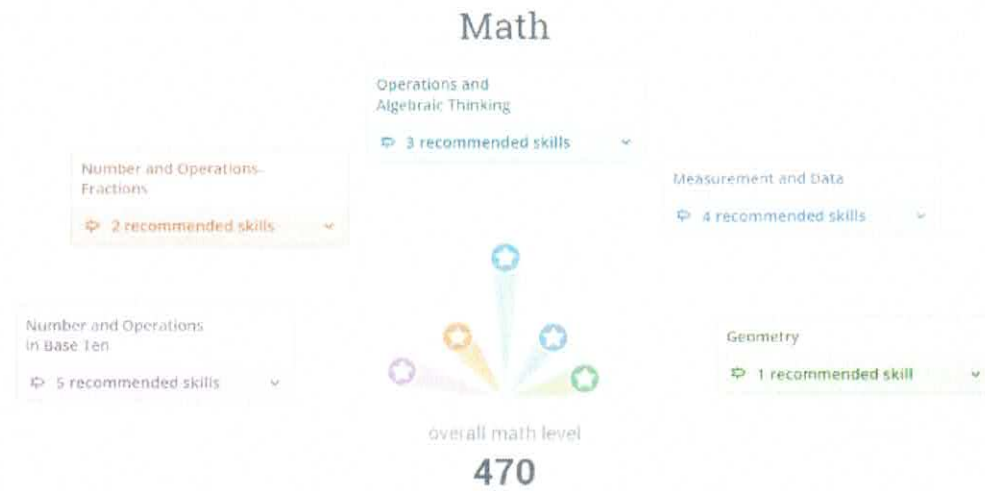 Math
Operations and
Algebraic Thinking
3 recommended skills
Number and Operations-
Fractions
2 recommended skills
Measurement and Data
4 recommended skills
Number and Operations
in Base Ten
5 recommended skills
Geometry
1 recommended skill
overall math level
470